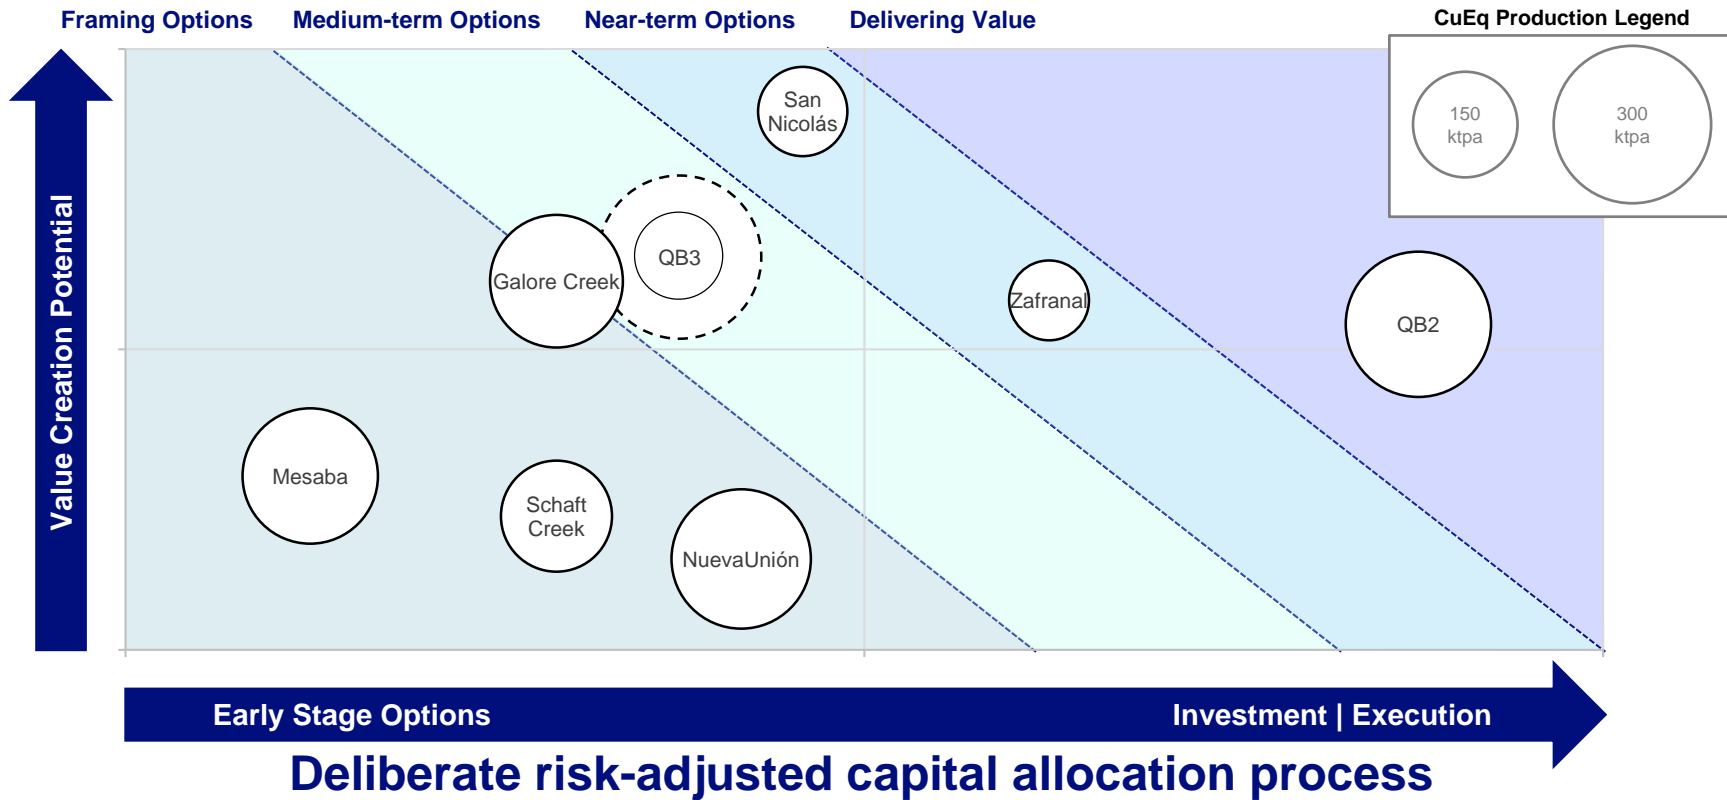 Framing Options
Medium-term Options
Near-term Options
Delivering Value
CuEq Production Legend
150
ktpa
300
ktpa
Value Creation Potential
San
Nicolás
QB3
Galore Creek
Zafranal
QB2
Mesaba
Schaft
Creek
NuevaUnión
Early Stage Options
Investment | Execution
Deliberate risk-adjusted capital allocation process